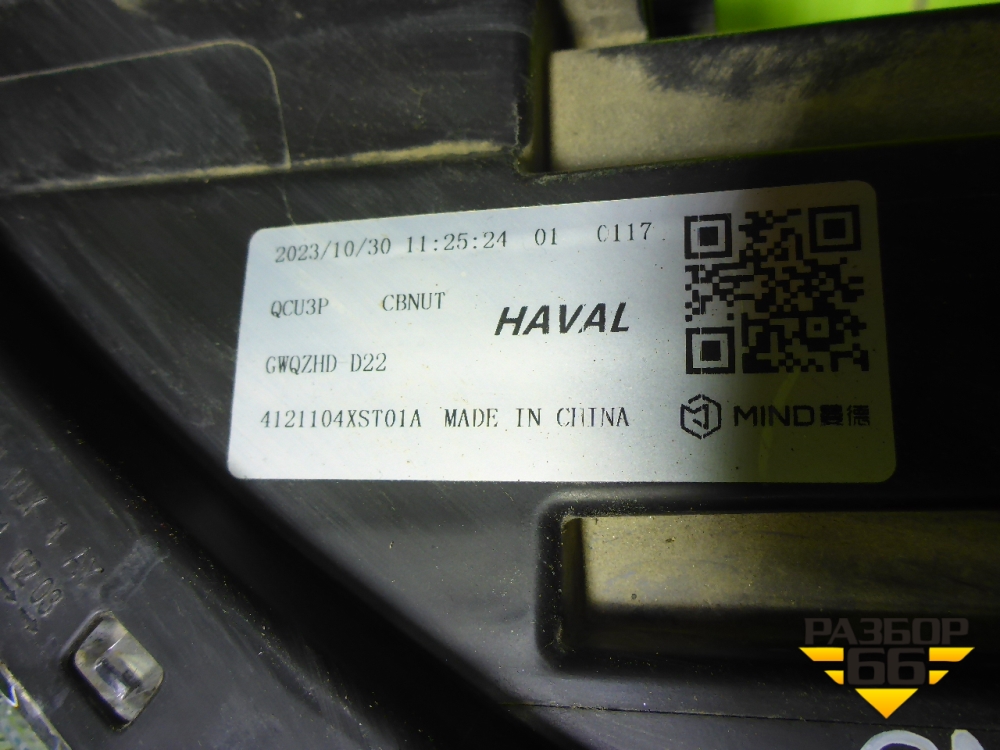 2023/10/30 11:25:24 01 0117
QCU3P CBNUT
HAVAL
GWQZHD D22
4121104XST01A MADE IN CHINA
MIND曼德
РАЗБОР
66